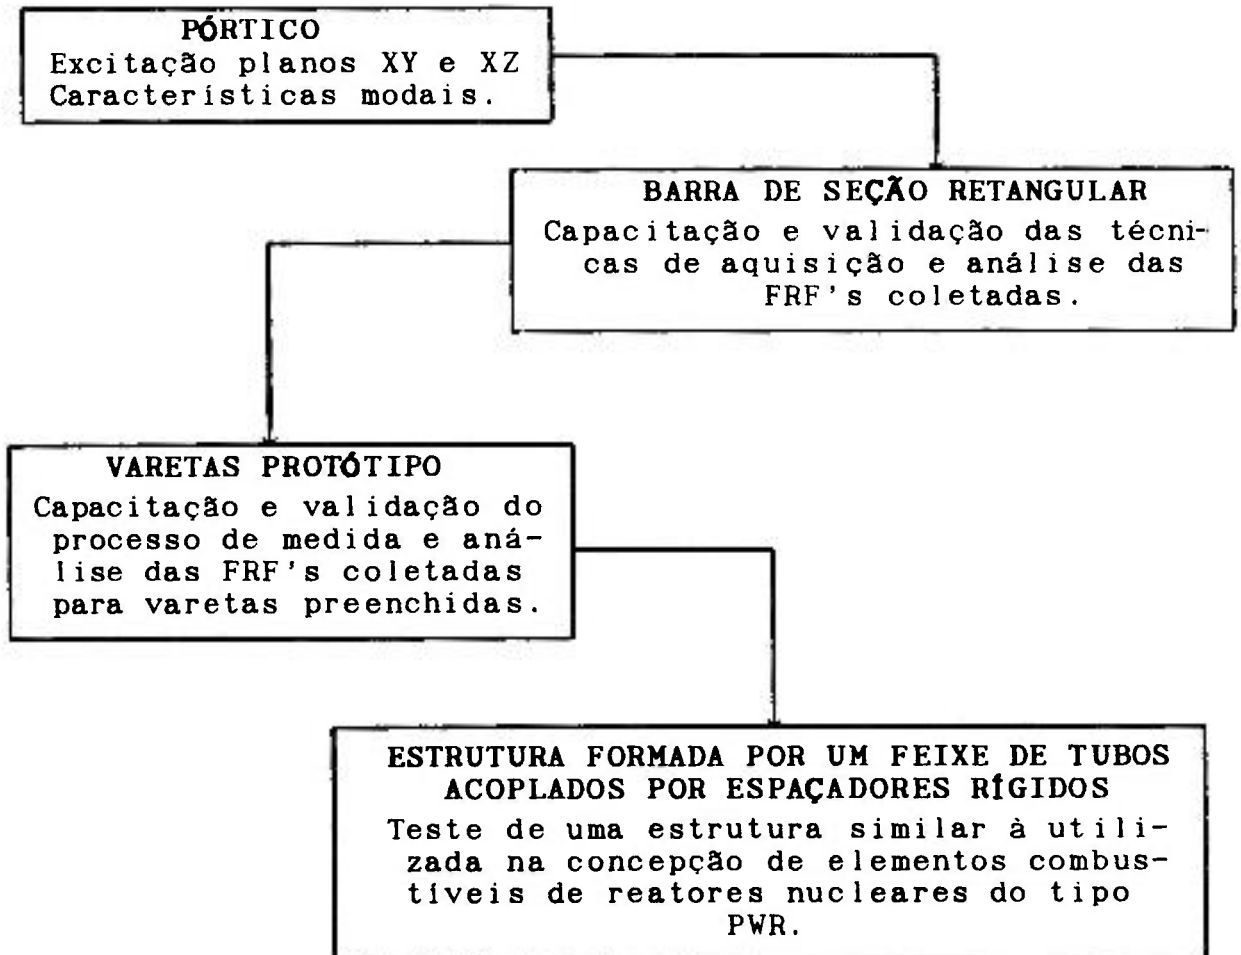 PÓRTICO
Excitação planos XY e XZ
Características modais.
BARRA DE SEÇÃO RETANGULAR
Capacitação e validação das técni-
cas de aquisição e análise das
FRF's coletadas.
VARETAS PROTÓTIPO
Capacitação e validação do
processo de medida e aná-
lise das FRF's coletadas
para varetas preenchidas.
ESTRUTURA FORMADA POR UM FEIXE DE TUBOS
ACOPLADOS POR ESPAÇADORES RÍGIDOS
Teste de uma estrutura similar à utili-
zada na concepção de elementos combus-
tíveis de reatores nucleares do tipo
PWR.